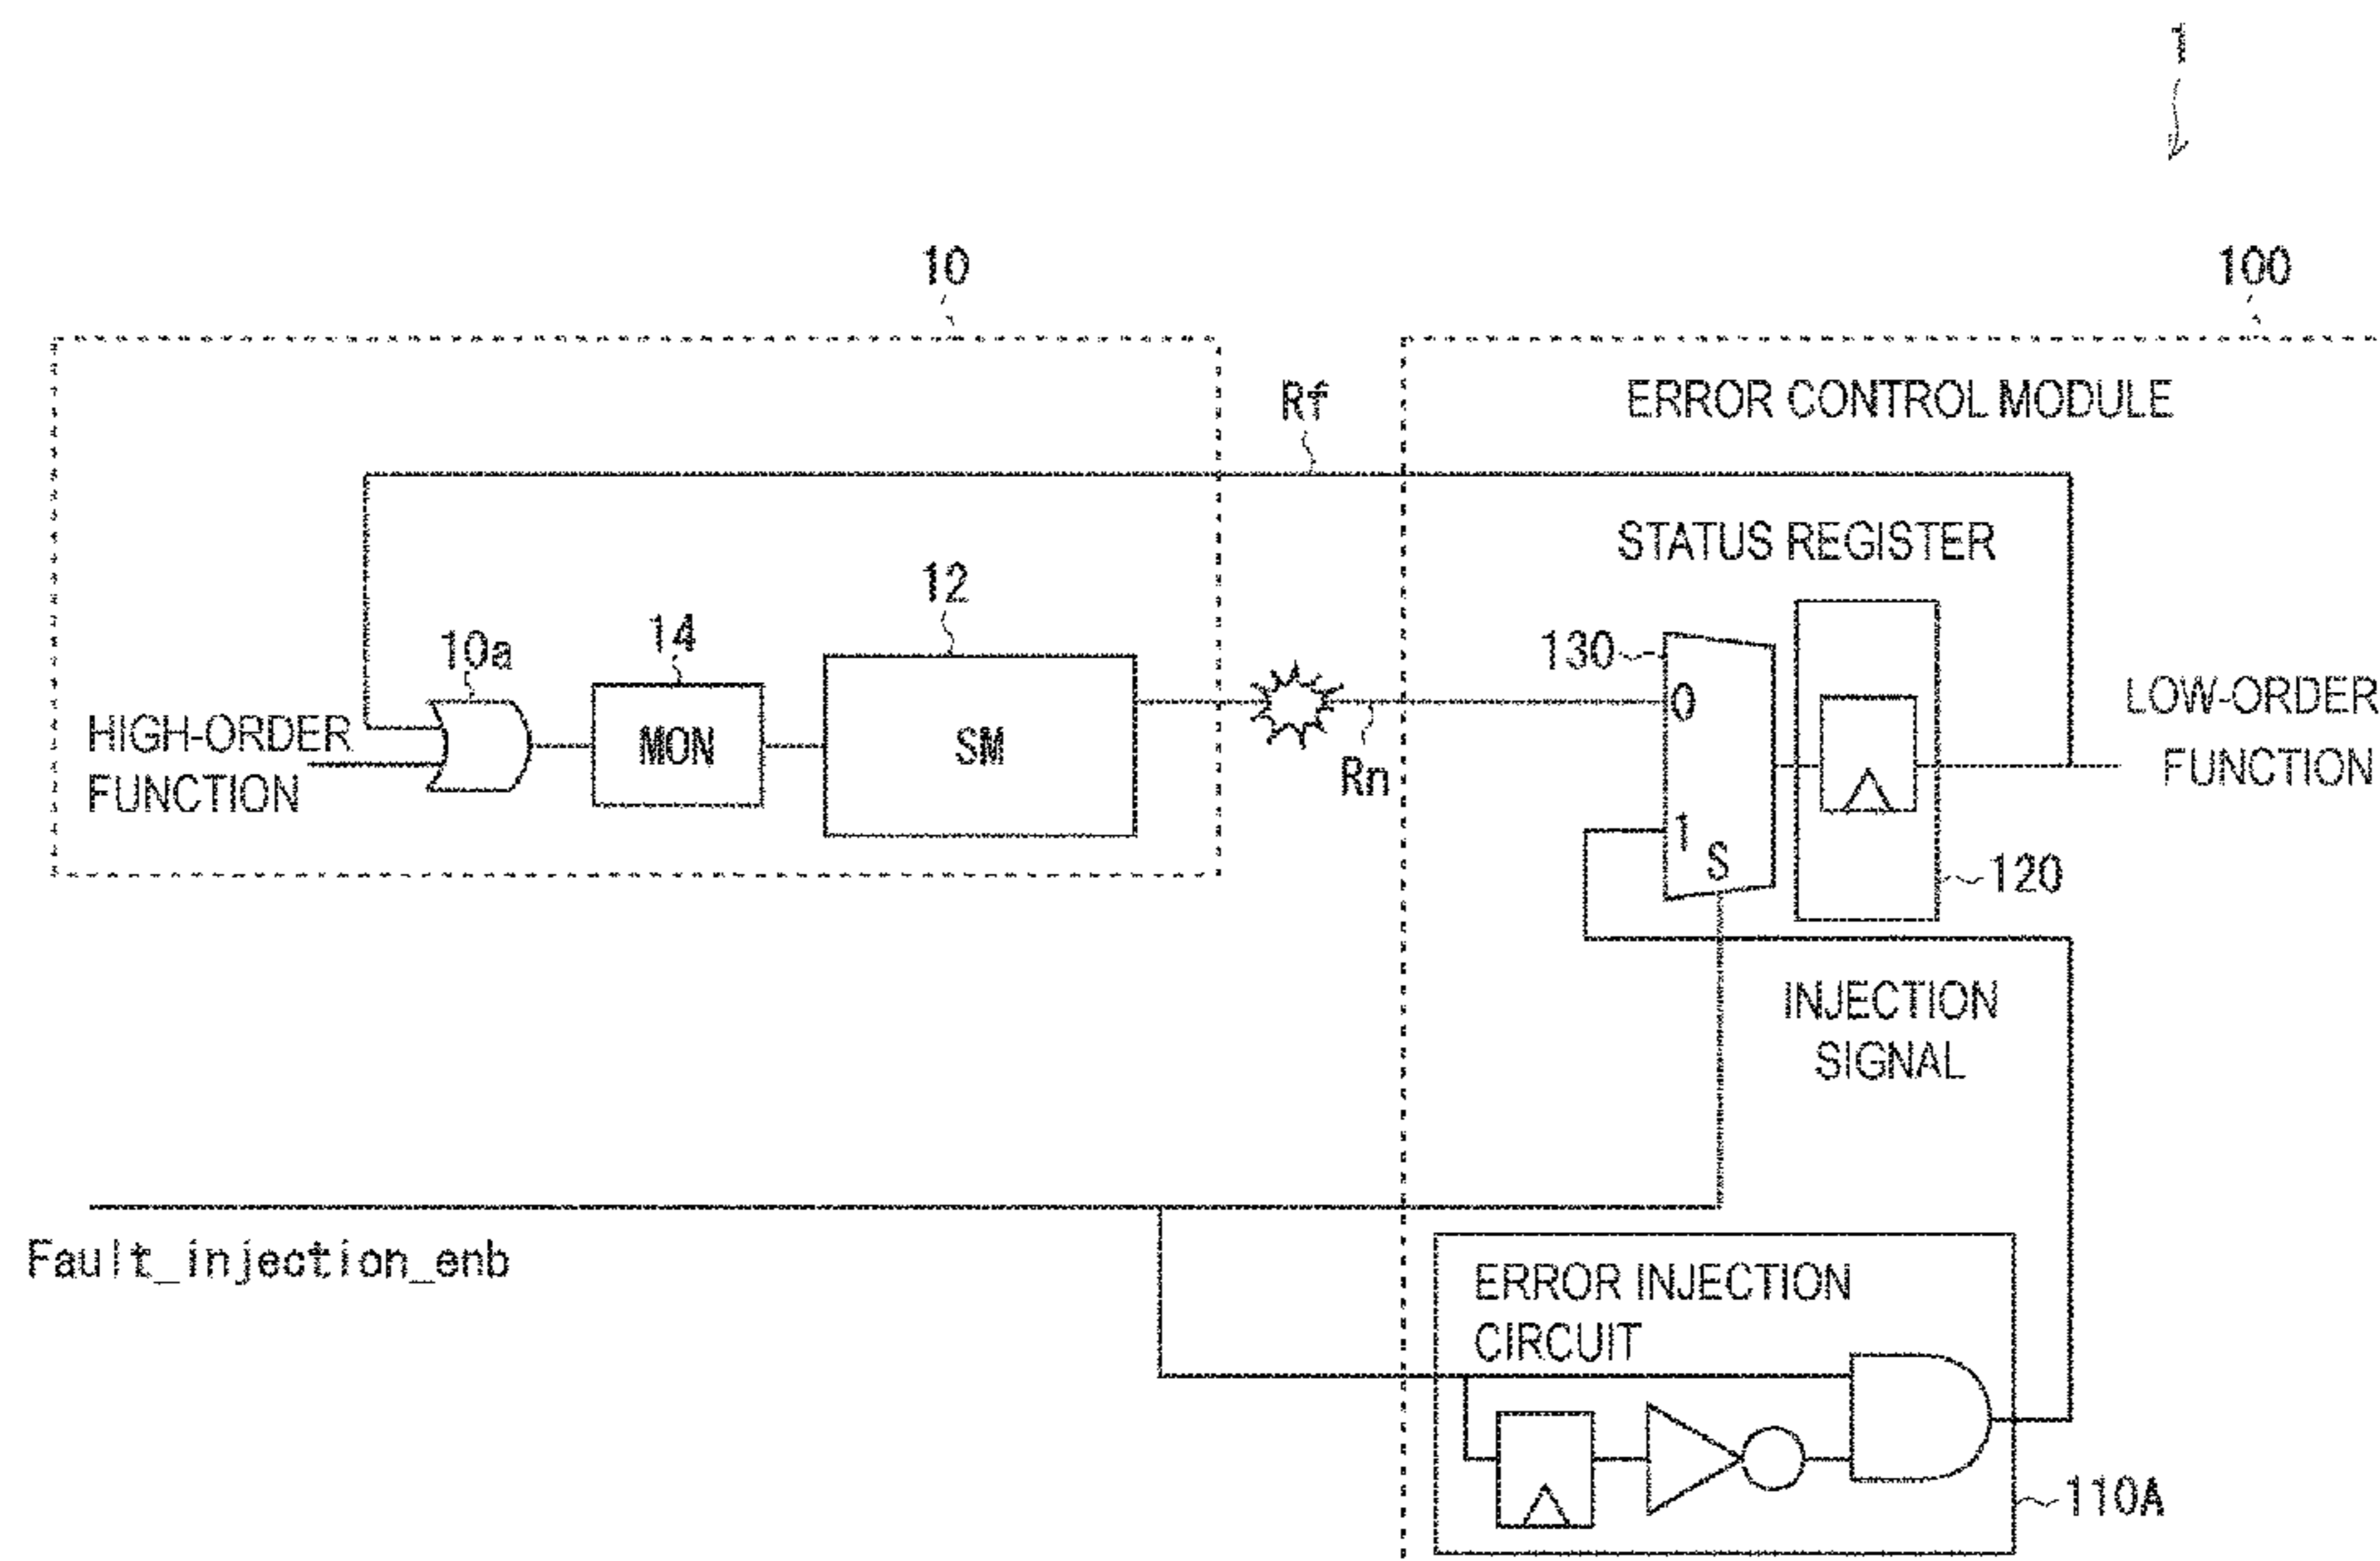 1
10
100
Rf
ERROR CONTROL MODULE
STATUS REGISTER
12
14
10a
130
HIGH-ORDER
FUNCTION
MON
SM
0
Rn
LOW-ORDER
FUNCTION
1
S
120
INJECTION
SIGNAL
Fault_injection_enb
ERROR INJECTION
CIRCUIT
110A